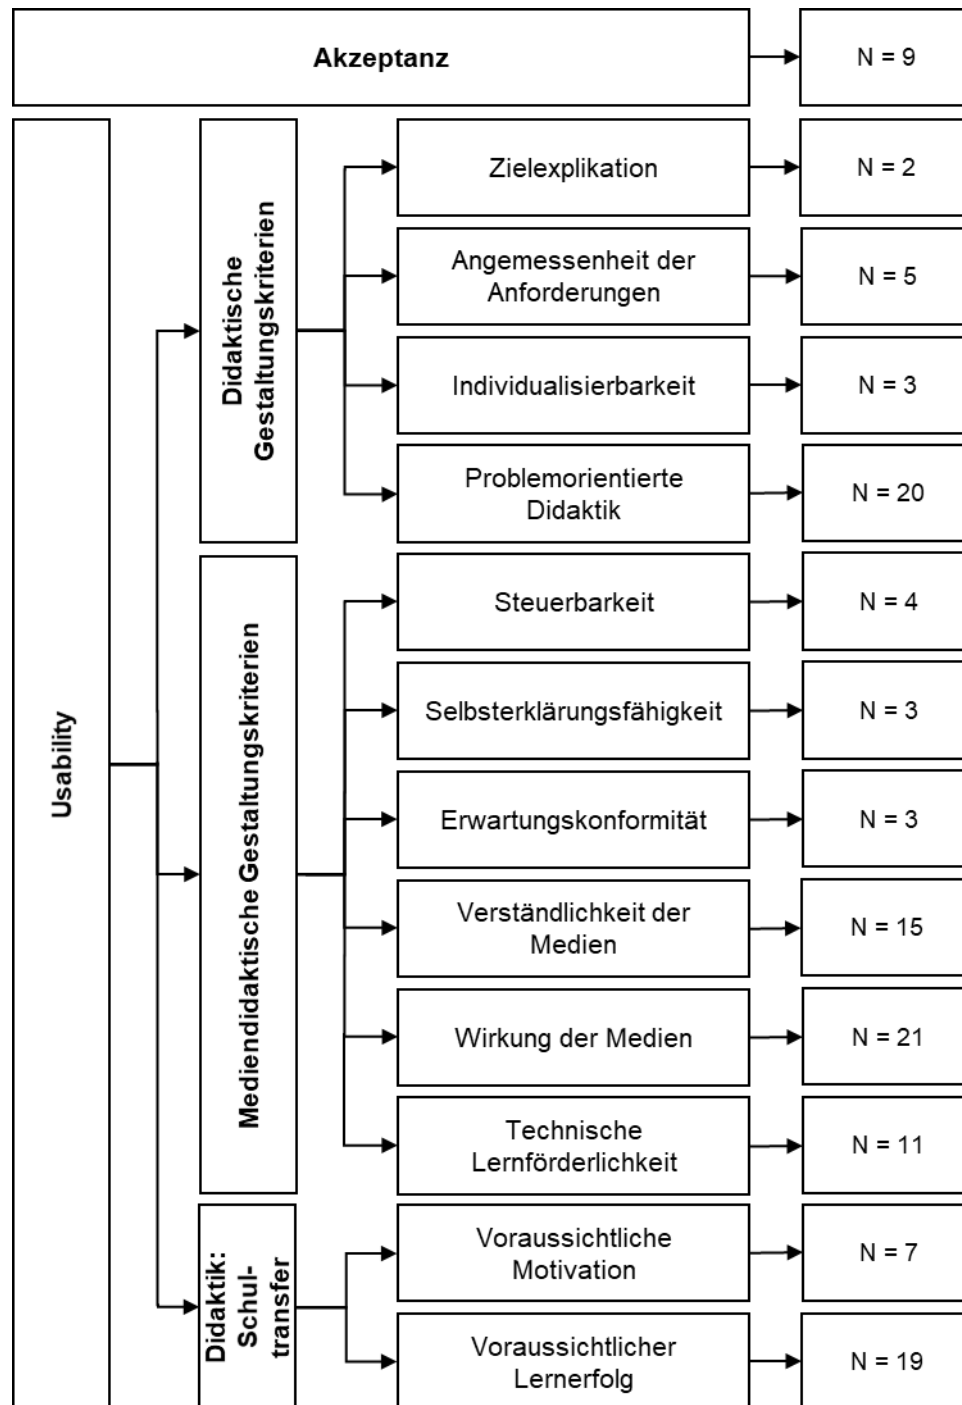 Akzeptanz
N = 9
Usability
Didaktische
Gestaltungskriterien
Zielexplikation
N = 2
Angemessenheit der
Anforderungen
N = 5
Individualisierbarkeit
N = 3
Problemorientierte
Didaktik
N = 20
Mediendidaktische Gestaltungskriterien
Steuerbarkeit
N = 4
Selbsterklärungsfähigkeit
N = 3
Erwartungskonformität
N = 3
Verständlichkeit der
Medien
N = 15
Wirkung der Medien
N = 21
Technische
Lernförderlichkeit
N = 11
Didaktik:
Schul-
transfer
Voraussichtliche
Motivation
N = 7
Voraussichtlicher
Lernerfolg
N = 19